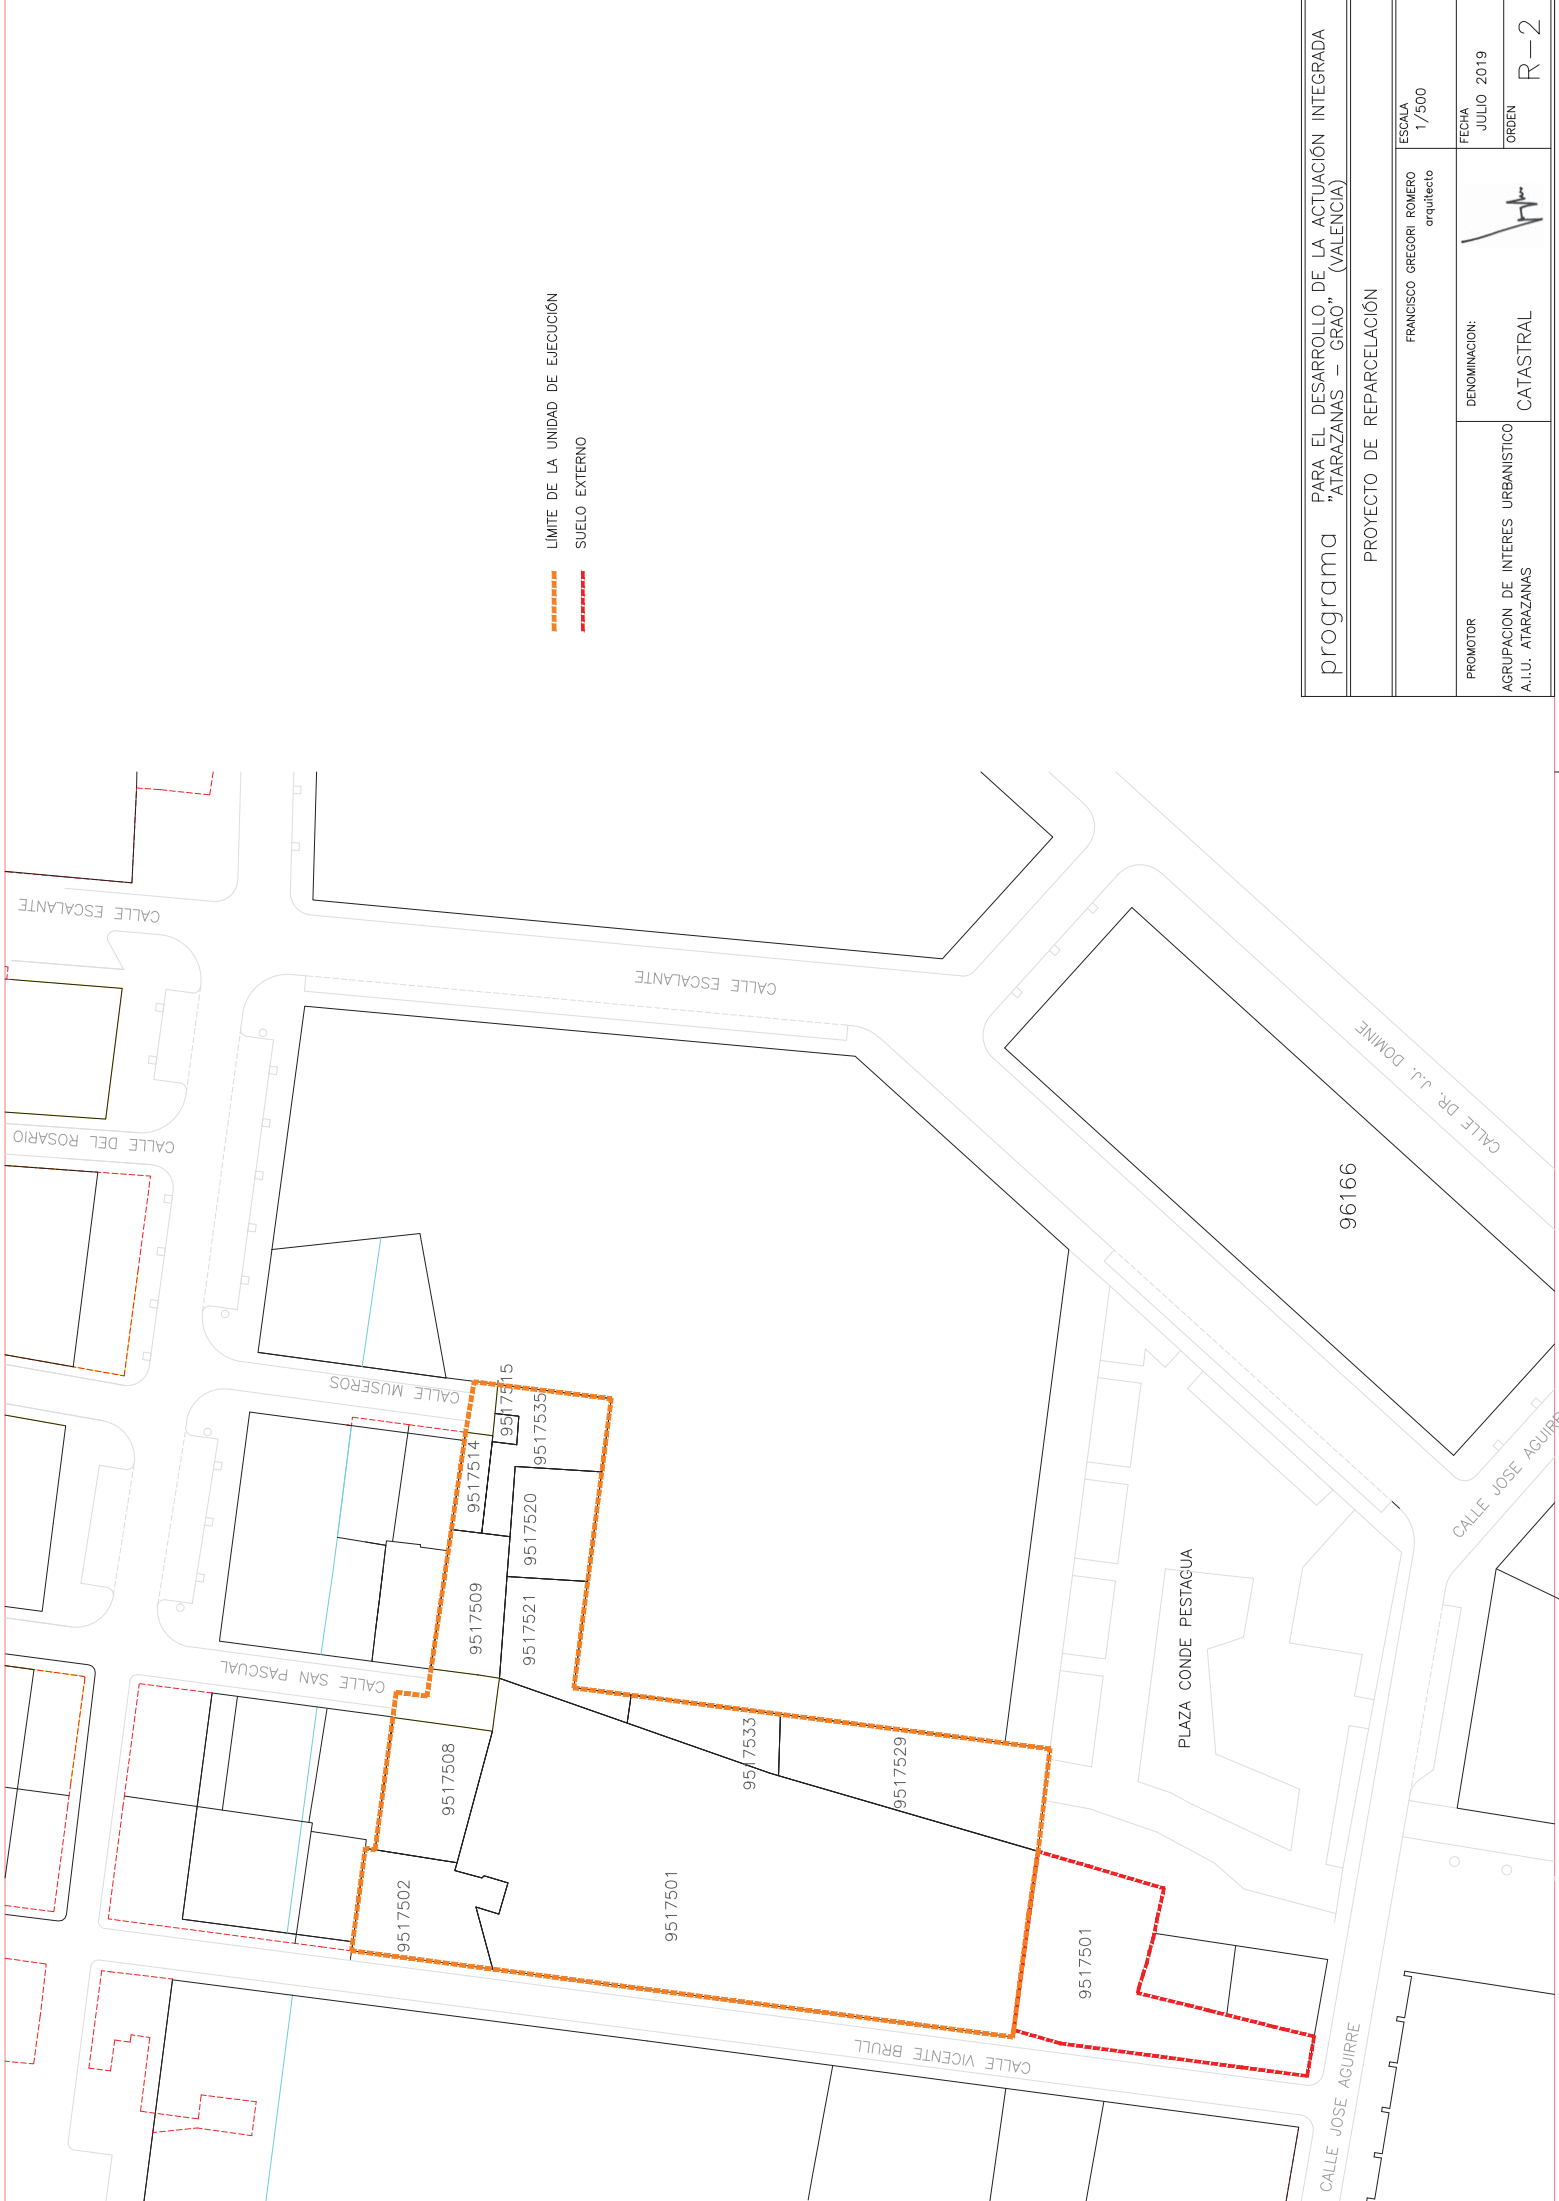 CALLE ESCALANTE
CALLE DEL ROSARIO
CALLE ESCALANTE
CALLE MUSEROS
CALLE SAN PASCUAL
CALLE VICENTE BRULL
CALLE DR. J.J. DOMINE
CALLE JOSE AGUIRRE
CALLE JOSE AGUIRRE
PLAZA CONDE PESTAGUA
96166
9517515
9517535
9517514
9517520
9517509
9517521
9517508
9517533
9517529
9517502
9517501
9517501
LÍMITE DE LA UNIDAD DE EJECUCIÓN
SUELO EXTERNO
programa PARA EL DESARROLLO DE LA ACTUACIÓN INTEGRADA
"ATARAZANAS - GRAO" (VALENCIA)
PROYECTO DE REPARCELACIÓN
FRANCISCO GREGORI ROMERO
arquitecto
ESCALA
1/500
PROMOTOR
AGRUPACION DE INTERES URBANISTICO
A.I.U. ATARAZANAS
DENOMINACION:
CATASTRAL
FECHA
JULIO 2019
ORDEN
R-2